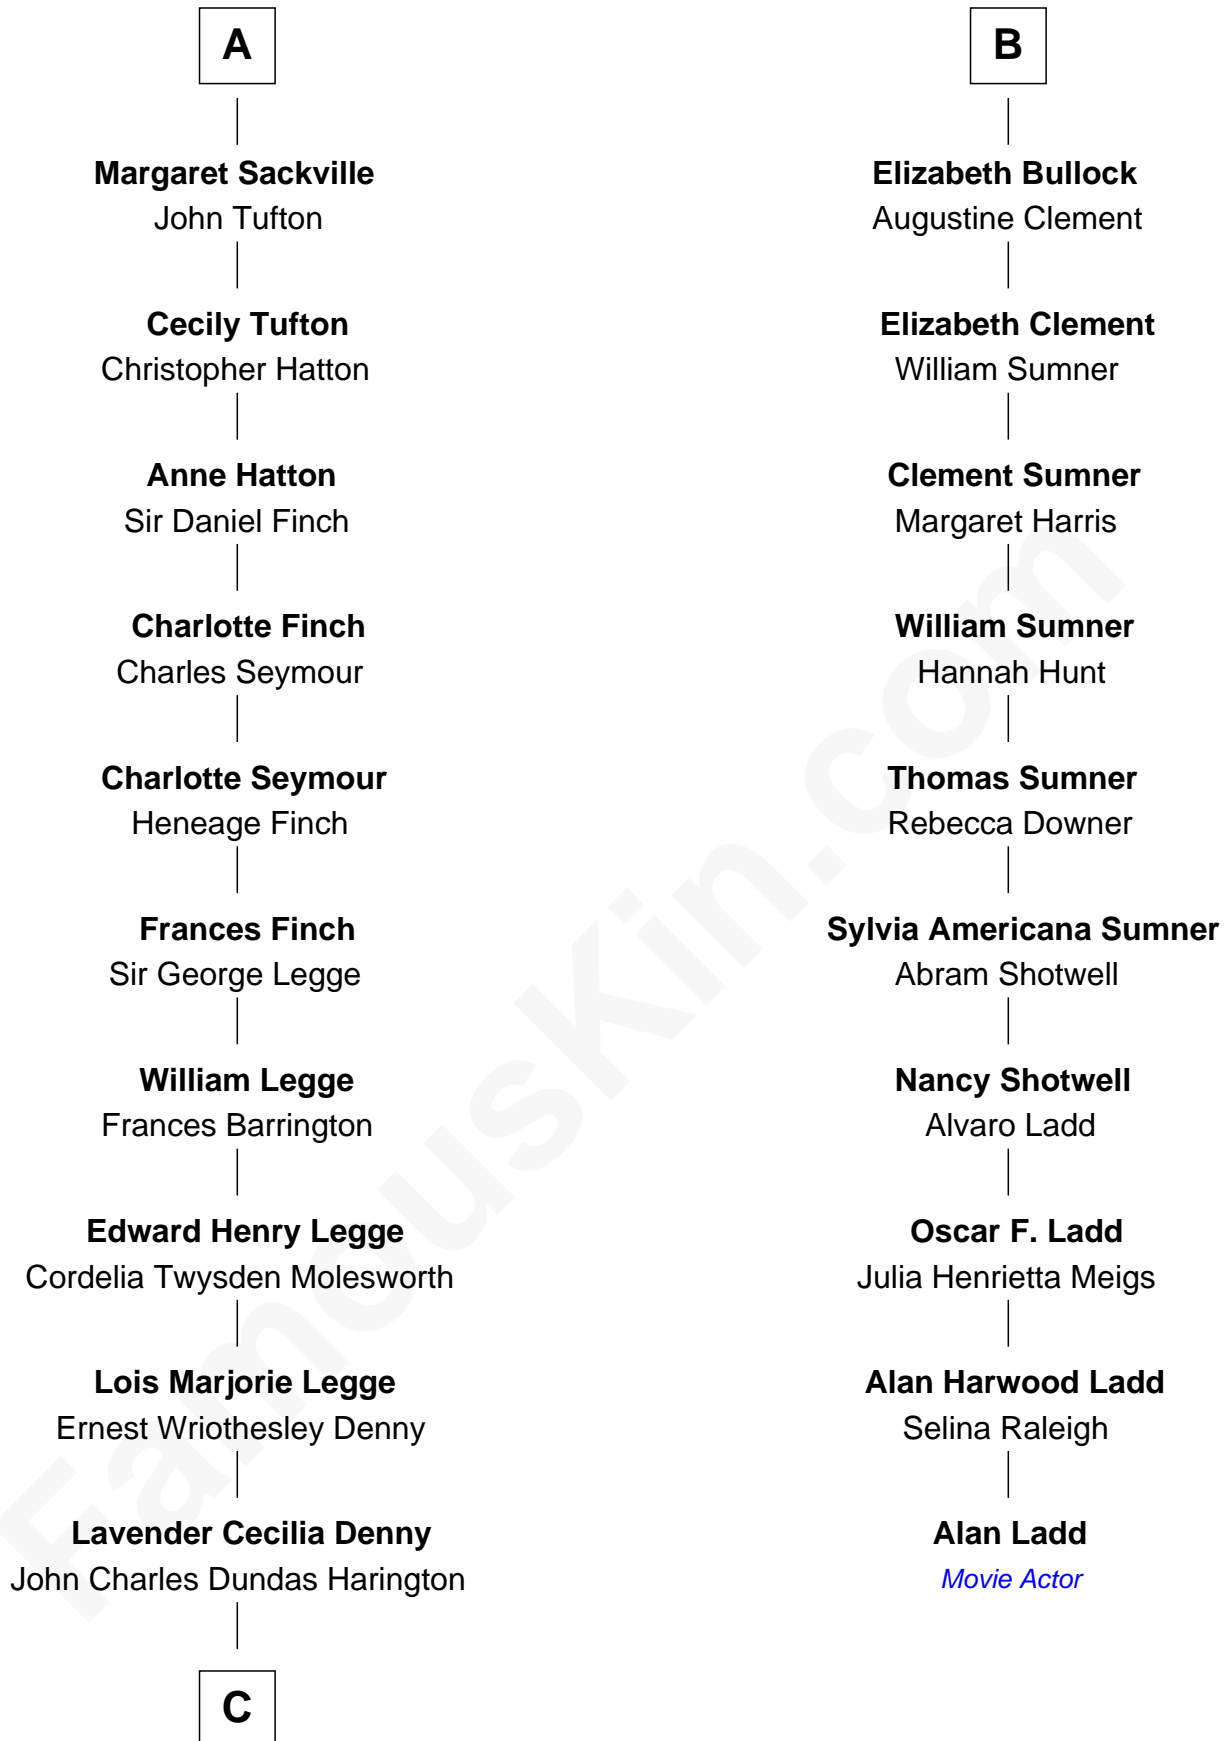 A
Margaret Sackville
John Tufton
Cecily Tufton
Christopher Hatton
Anne Hatton
Sir Daniel Finch
Charlotte Finch
Charles Seymour
Charlotte Seymour
Heneage Finch
Frances Finch
Sir George Legge
William Legge
Frances Barrington
Edward Henry Legge
Cordelia Twysden Molesworth
Lois Marjorie Legge
Ernest Wriothesley Denny
Lavender Cecilia Denny
John Charles Dundas Harington
C
B
Elizabeth Bullock
Augustine Clement
Elizabeth Clement
William Sumner
Clement Sumner
Margaret Harris
William Sumner
Hannah Hunt
Thomas Sumner
Rebecca Downer
Sylvia Americana Sumner
Abram Shotwell
Nancy Shotwell
Alvaro Ladd
Oscar F. Ladd
Julia Henrietta Meigs
Alan Harwood Ladd
Selina Raleigh
Alan Ladd
Movie Actor
FamousKin.com